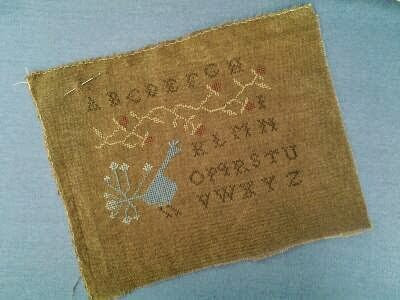 ABCDEFGH
I
KLMN
OPQRSTU
VWXYZ